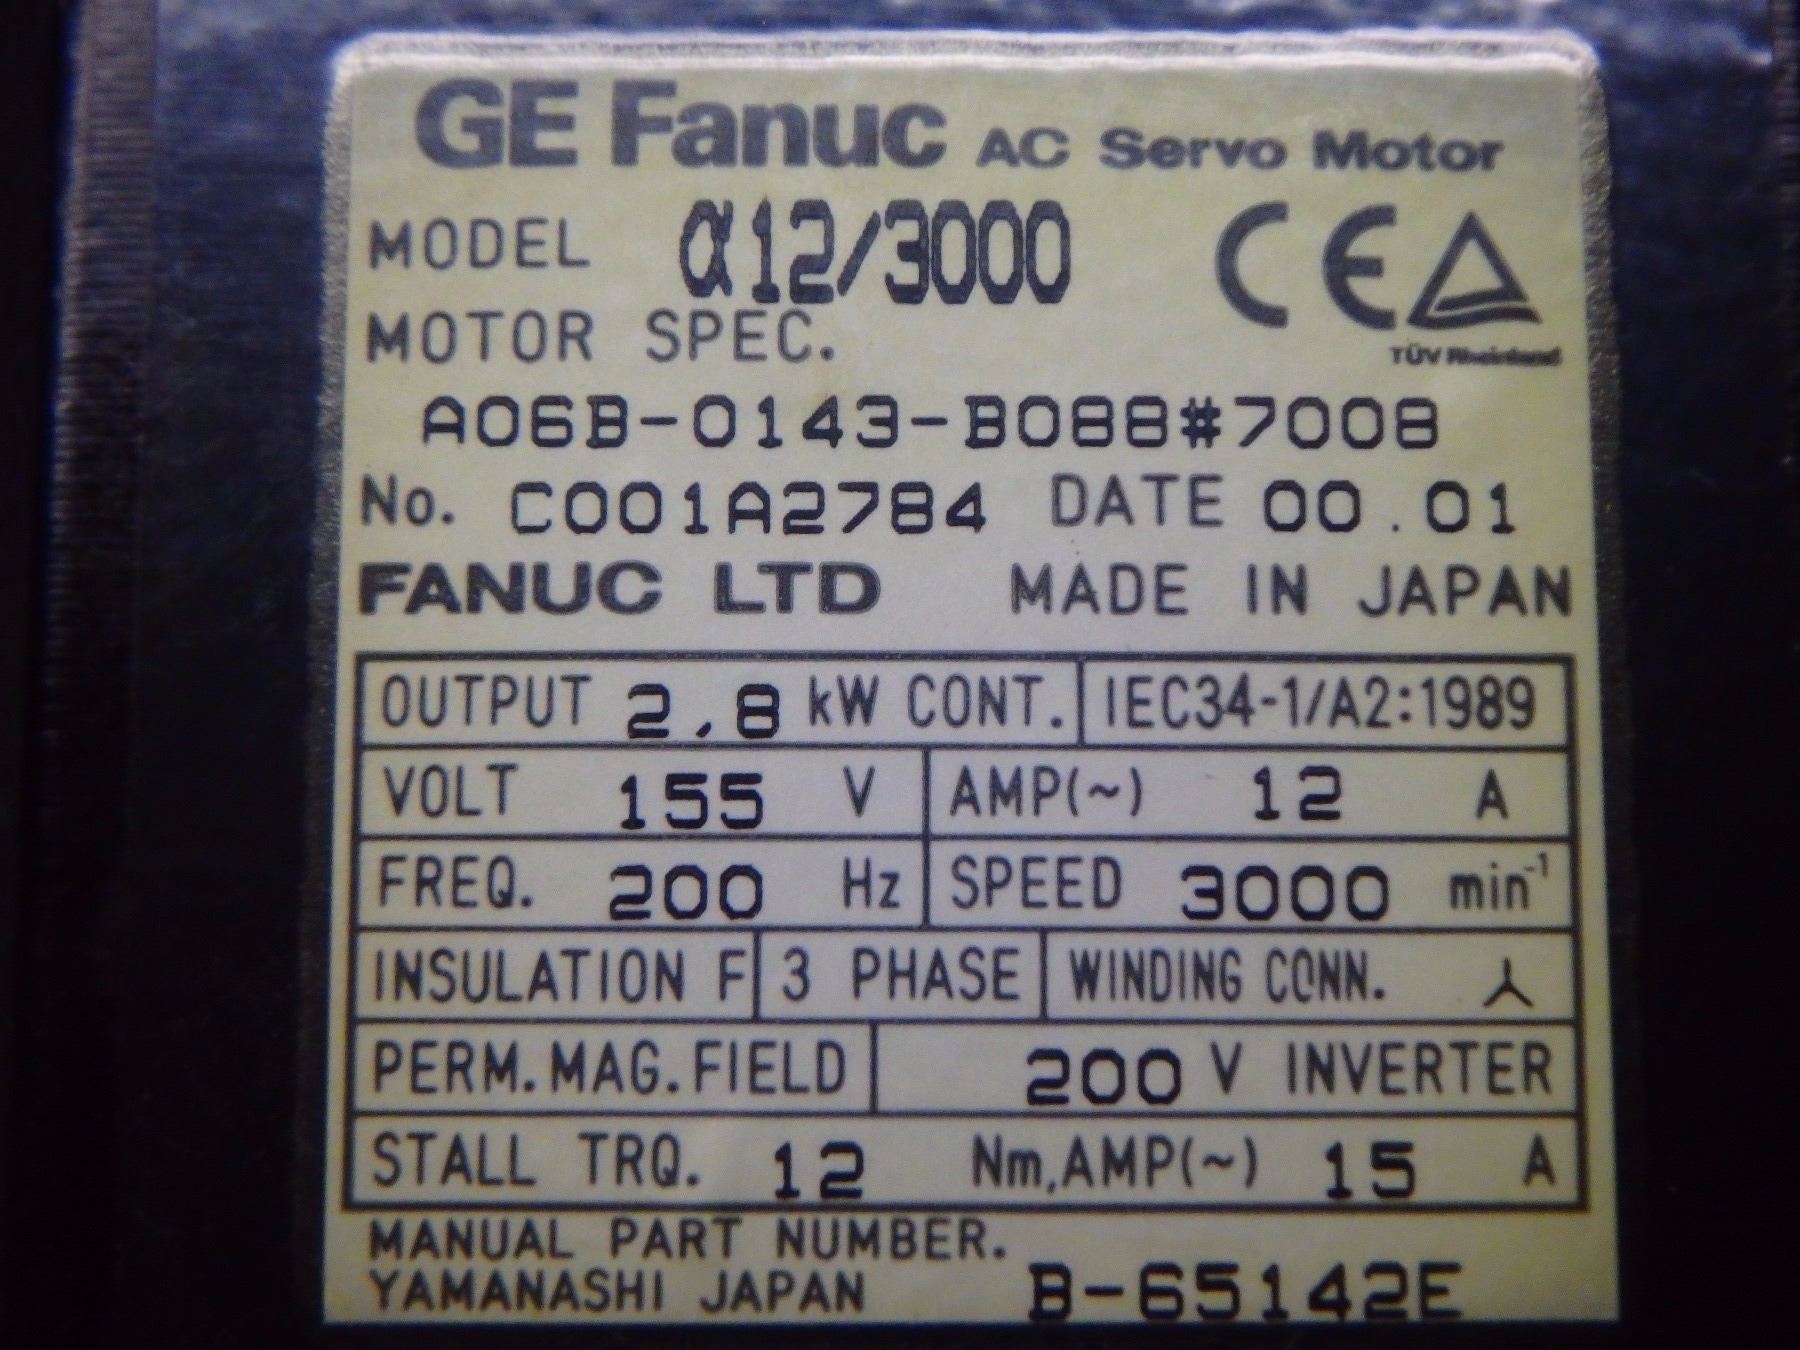 GE Fanuc AC Servo Motor
MODEL α12/3000 CE
MOTOR SPEC.
TÜV Rheinland
A06B-0143-B088#7008
No. C001A2784 DATE 00.01
FANUC LTD MADE IN JAPAN
OUTPUT 2.8 kW CONT. IEC34-1/A2:1989
VOLT 155 V AMP(~) 12 A
FREQ. 200 Hz SPEED 3000 min⁻¹
INSULATION F 3 PHASE WINDING CONN.
PERM.MAG.FIELD 200 V INVERTER
STALL TRQ. 12 Nm,AMP(~) 15 A
MANUAL PART NUMBER.
YAMANASHI JAPAN B-65142E